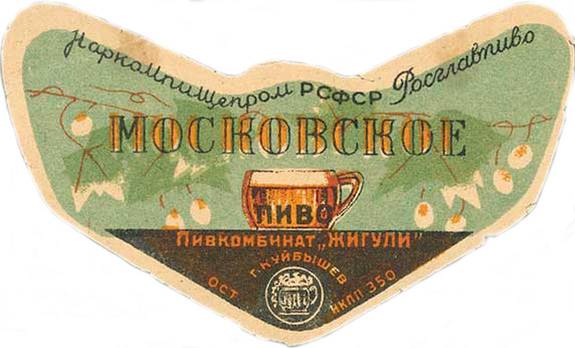 Наркомпищепром РСФСР Росглавпиво
МОСКОВСКОЕ
ПИВО
ПИВКОМБИНАТ „ЖИГУЛИ"
Г. КУЙБЫШЕВ
ОСТ НКПП 350